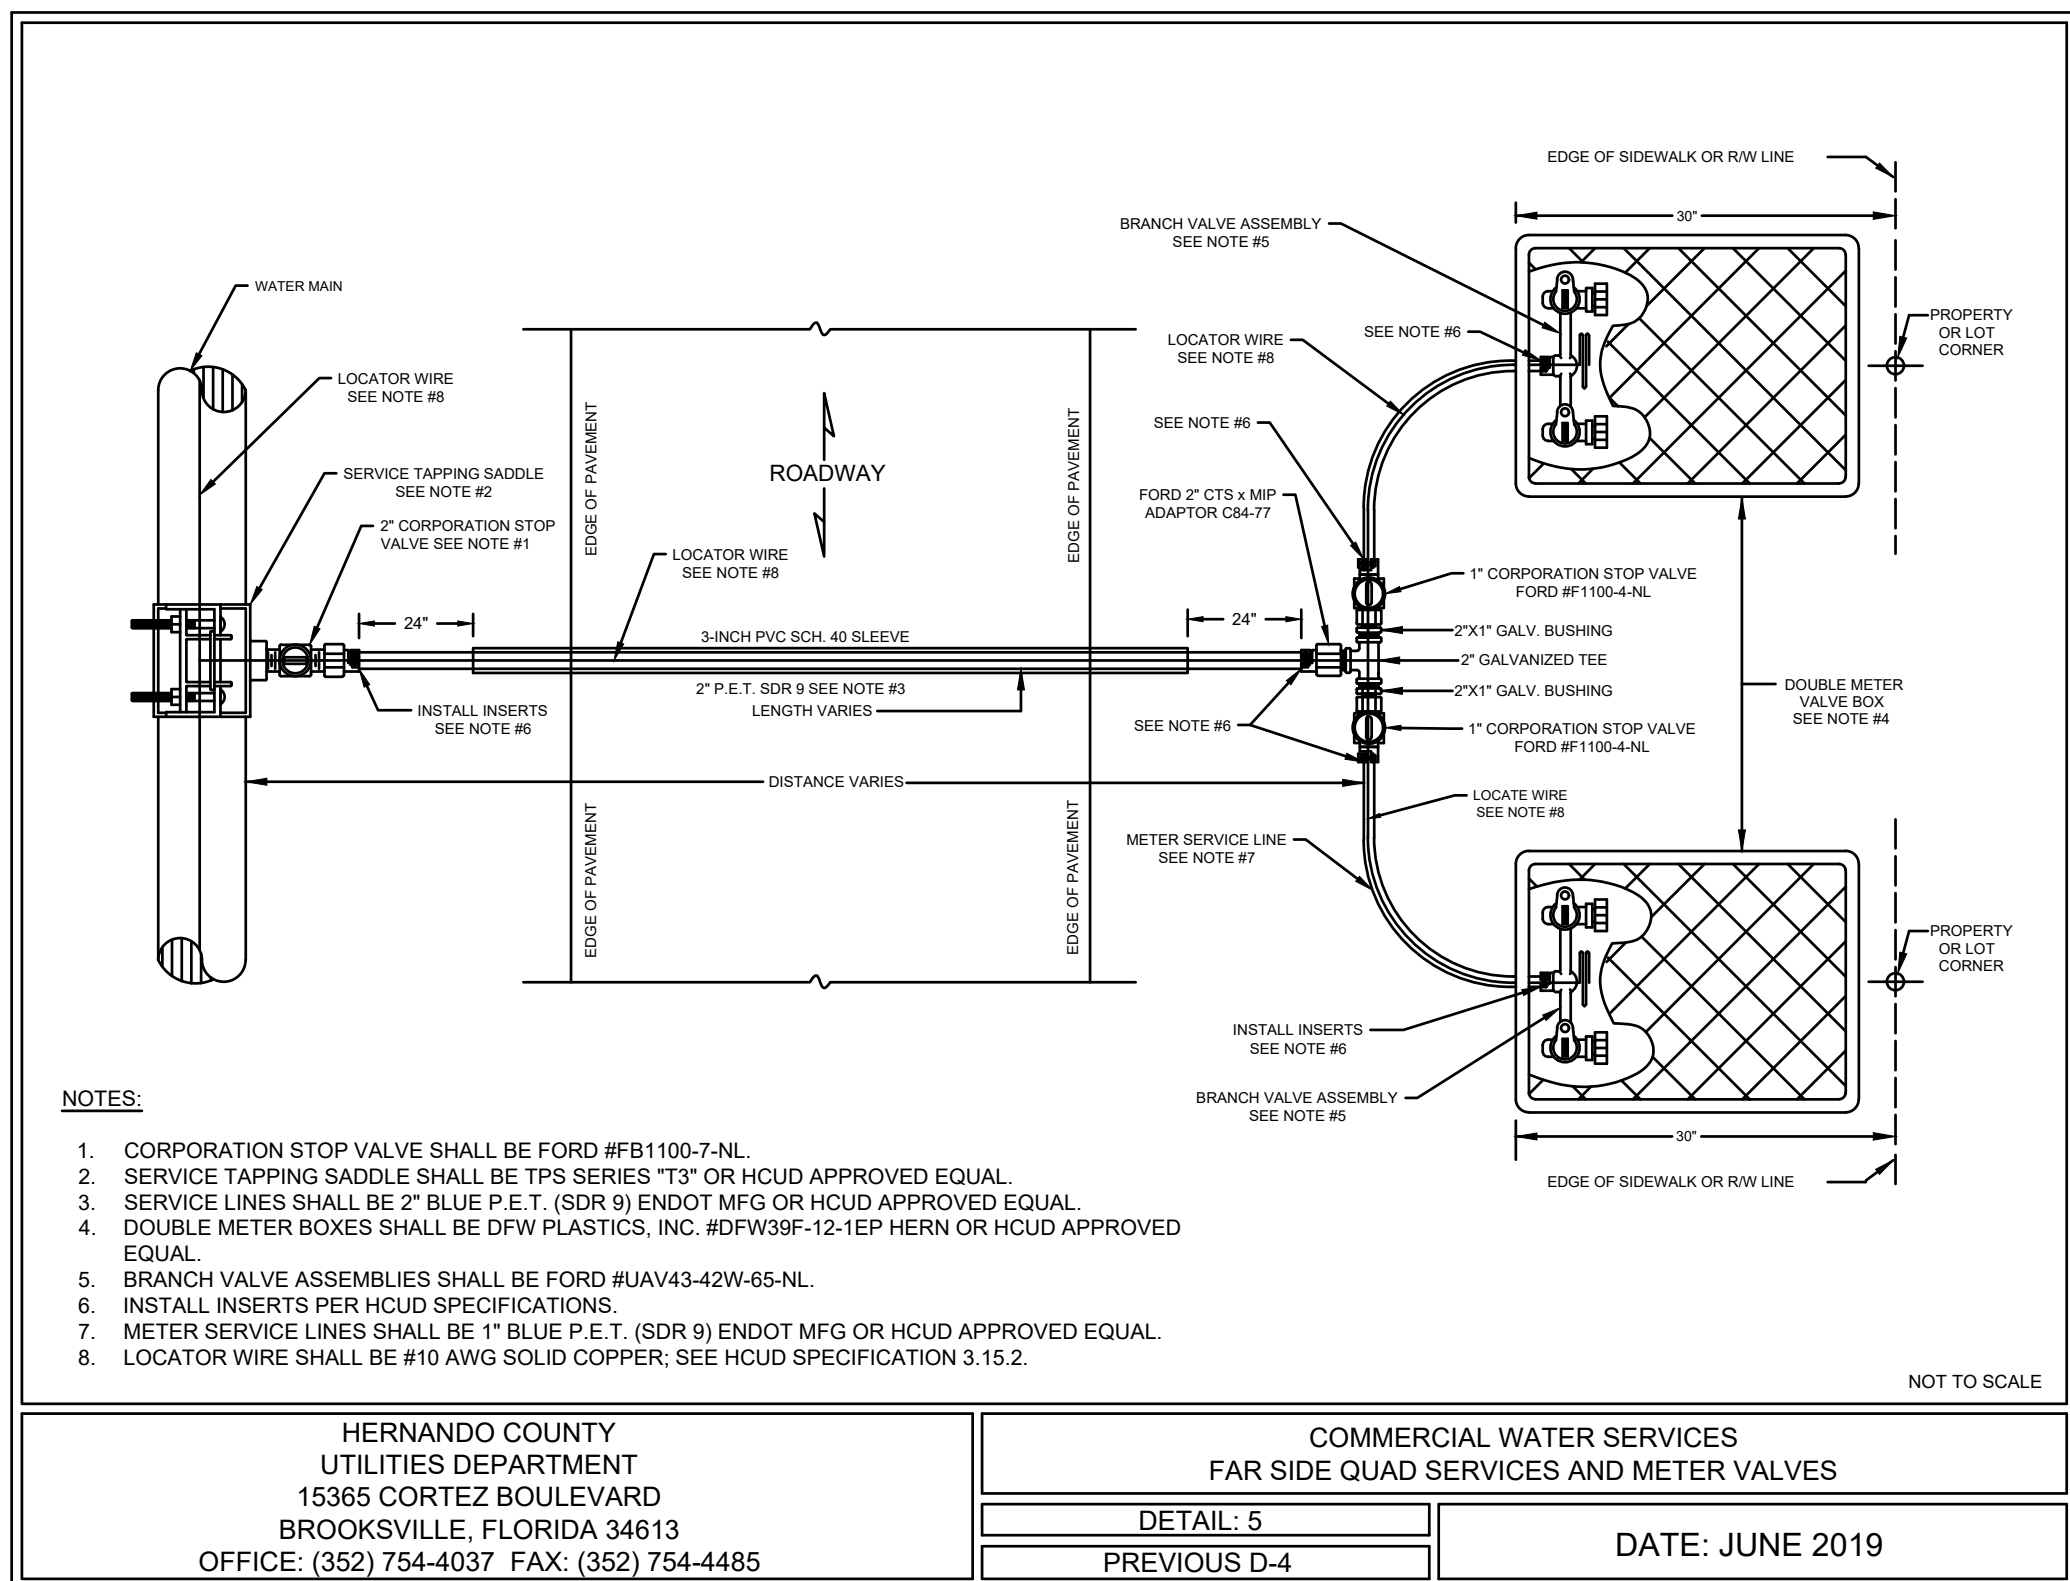 EDGE OF SIDEWALK OR R/W LINE
30"
BRANCH VALVE ASSEMBLY
SEE NOTE #5
WATER MAIN
PROPERTY
OR LOT
CORNER
LOCATOR WIRE
SEE NOTE #8
SEE NOTE #6
LOCATOR WIRE
SEE NOTE #8
EDGE OF PAVEMENT
EDGE OF PAVEMENT
SEE NOTE #6
ROADWAY
SERVICE TAPPING SADDLE
SEE NOTE #2
FORD 2" CTS x MIP
ADAPTOR C84-77
2" CORPORATION STOP
VALVE SEE NOTE #1
LOCATOR WIRE
SEE NOTE #8
1" CORPORATION STOP VALVE
FORD #F1100-4-NL
24"
24"
3-INCH PVC SCH. 40 SLEEVE
2"X1" GALV. BUSHING
2" GALVANIZED TEE
2" P.E.T. SDR 9 SEE NOTE #3
LENGTH VARIES
2"X1" GALV. BUSHING
DOUBLE METER
VALVE BOX
SEE NOTE #4
INSTALL INSERTS
SEE NOTE #6
SEE NOTE #6
1" CORPORATION STOP VALVE
FORD #F1100-4-NL
DISTANCE VARIES
LOCATE WIRE
SEE NOTE #8
EDGE OF PAVEMENT
EDGE OF PAVEMENT
METER SERVICE LINE
SEE NOTE #7
PROPERTY
OR LOT
CORNER
INSTALL INSERTS
SEE NOTE #6
BRANCH VALVE ASSEMBLY
SEE NOTE #5
30"
EDGE OF SIDEWALK OR R/W LINE
NOTES:
1. CORPORATION STOP VALVE SHALL BE FORD #FB1100-7-NL.
2. SERVICE TAPPING SADDLE SHALL BE TPS SERIES "T3" OR HCUD APPROVED EQUAL.
3. SERVICE LINES SHALL BE 2" BLUE P.E.T. (SDR 9) ENDOT MFG OR HCUD APPROVED EQUAL.
4. DOUBLE METER BOXES SHALL BE DFW PLASTICS, INC. #DFW39F-12-1EP HERN OR HCUD APPROVED
EQUAL.
5. BRANCH VALVE ASSEMBLIES SHALL BE FORD #UAV43-42W-65-NL.
6. INSTALL INSERTS PER HCUD SPECIFICATIONS.
7. METER SERVICE LINES SHALL BE 1" BLUE P.E.T. (SDR 9) ENDOT MFG OR HCUD APPROVED EQUAL.
8. LOCATOR WIRE SHALL BE #10 AWG SOLID COPPER; SEE HCUD SPECIFICATION 3.15.2.
NOT TO SCALE
HERNANDO COUNTY
UTILITIES DEPARTMENT
15365 CORTEZ BOULEVARD
BROOKSVILLE, FLORIDA 34613
OFFICE: (352) 754-4037 FAX: (352) 754-4485
COMMERCIAL WATER SERVICES
FAR SIDE QUAD SERVICES AND METER VALVES
DETAIL: 5
PREVIOUS D-4
DATE: JUNE 2019